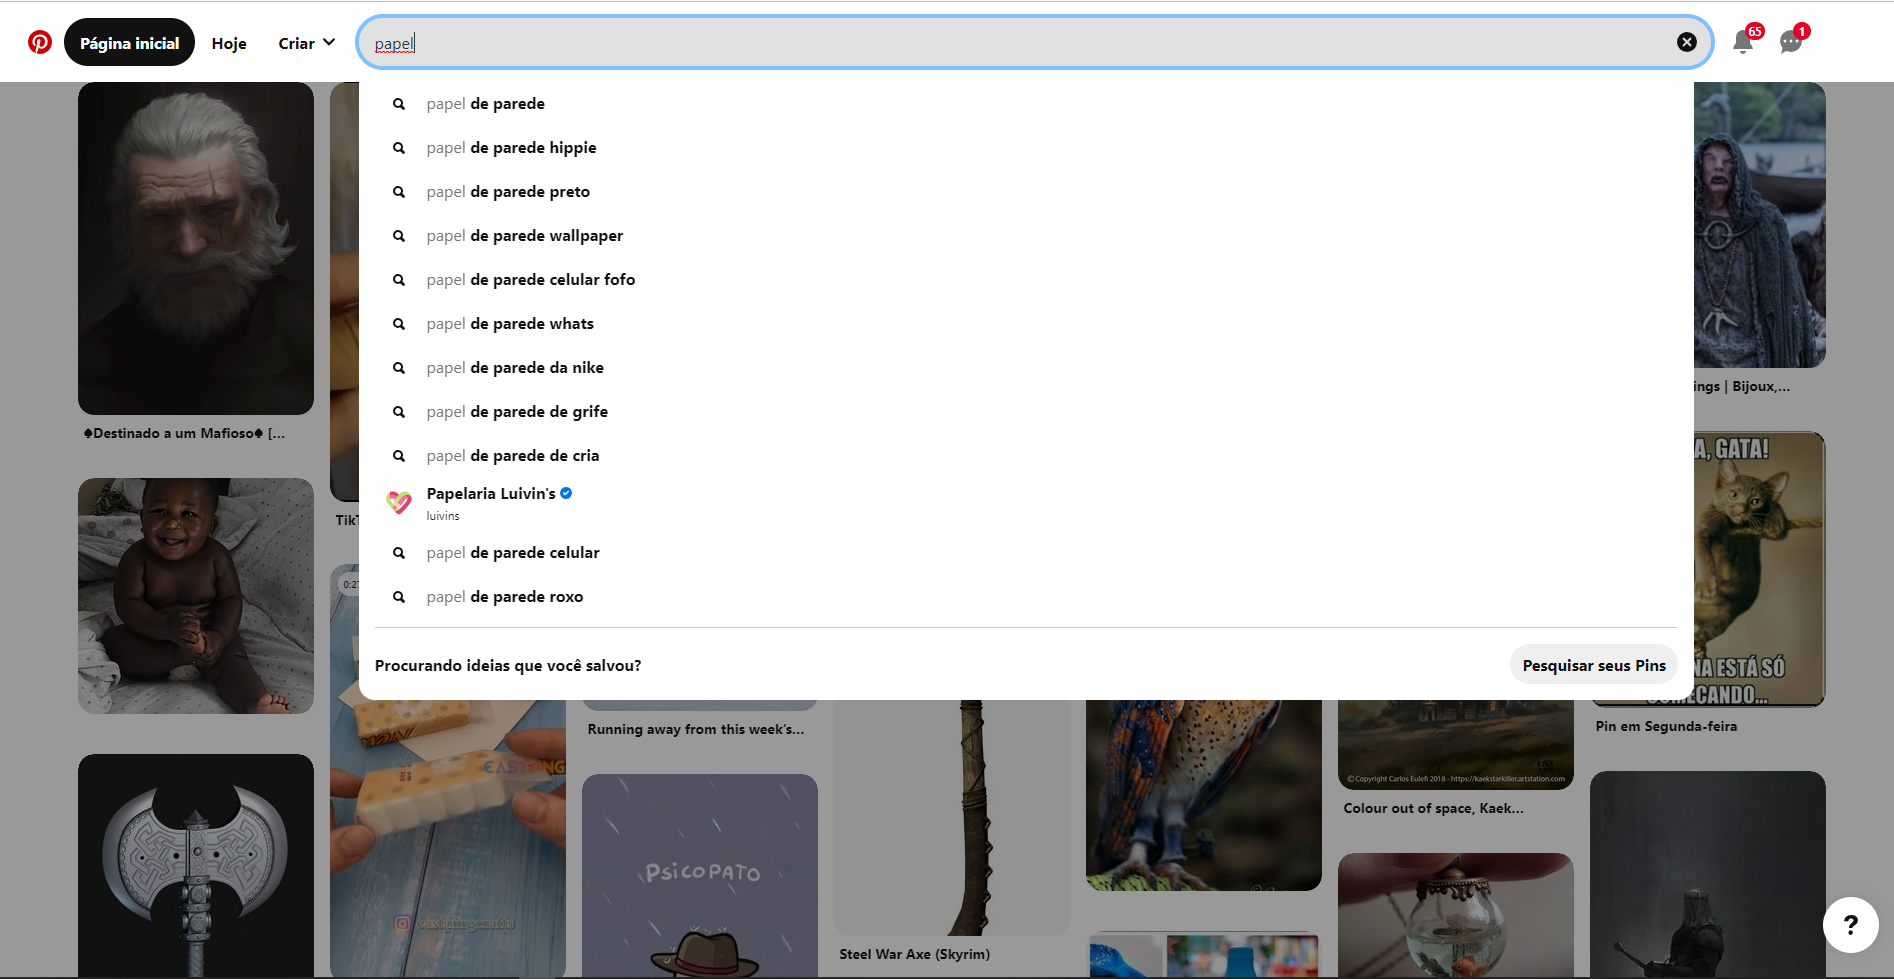 Página inicial
Hoje
Criar
papel
65
1
papel de parede
papel de parede hippie
papel de parede preto
papel de parede wallpaper
papel de parede celular fofo
papel de parede whats
papel de parede da nike
papel de parede de grife
papel de parede de cria
Papelaria Luivin's
luivins
papel de parede celular
papel de parede roxo
Procurando ideias que você salvou?
Pesquisar seus Pins
♠Destinado a um Mafioso♠ [...
TikT
0:27
EASTPING
eastpingcrafts
Running away from this week's...
PSICOPATO
Steel War Axe (Skyrim)
© Copyright Carlos Eulefi 2018 - https://kaekstarkiller.artstation.com
Colour out of space, Kaek...
ings | Bijoux,...
A, GATA!
NA ESTÁ SÓ
COMEÇANDO...
Pin em Segunda-feira
?